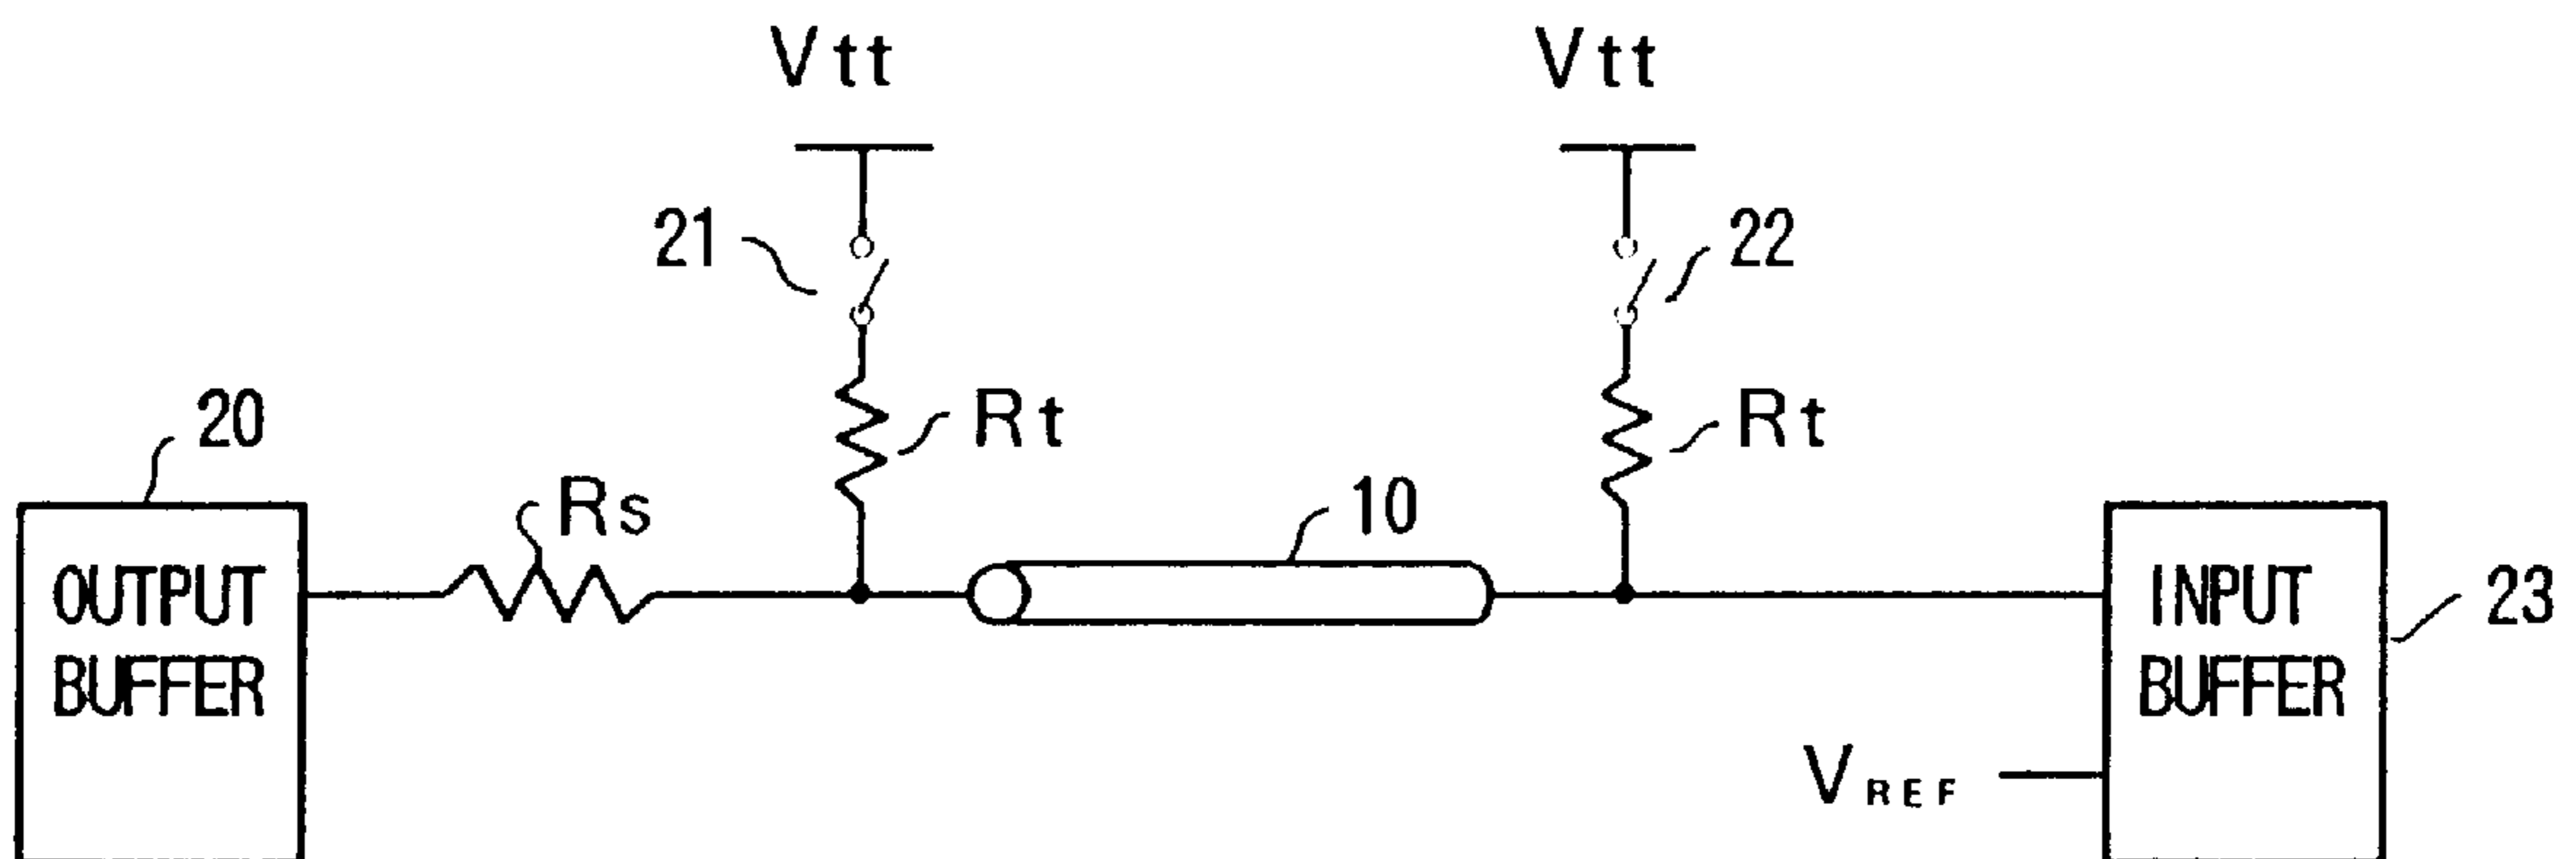 Vtt
Vtt
21
22
Rt
Rt
20
Rs
10
OUTPUT
BUFFER
INPUT
BUFFER
23
VREF